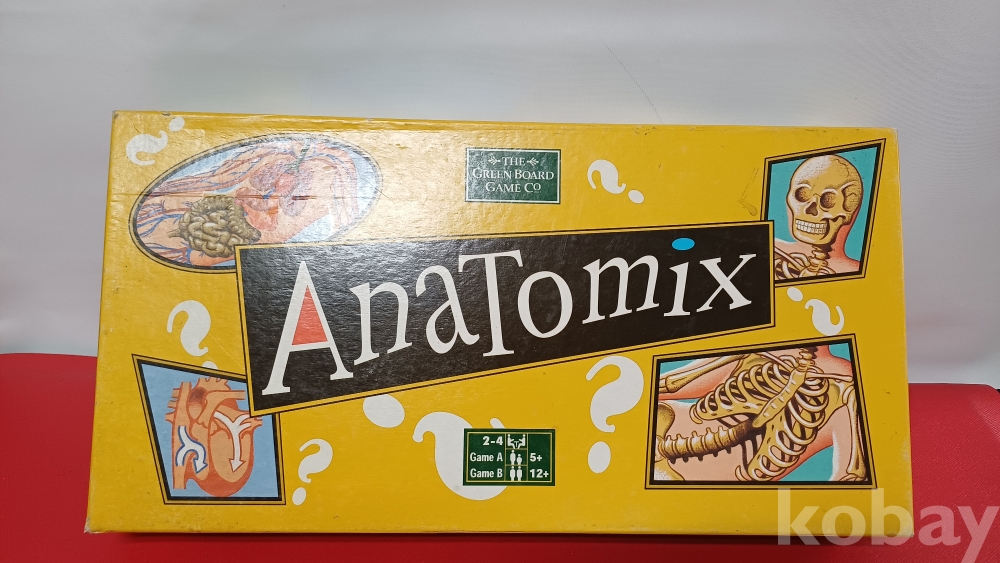 THE
GREEN BOARD
GAME CO
AnaTomix
2-4
Game A 5+
Game B 12+
kobay